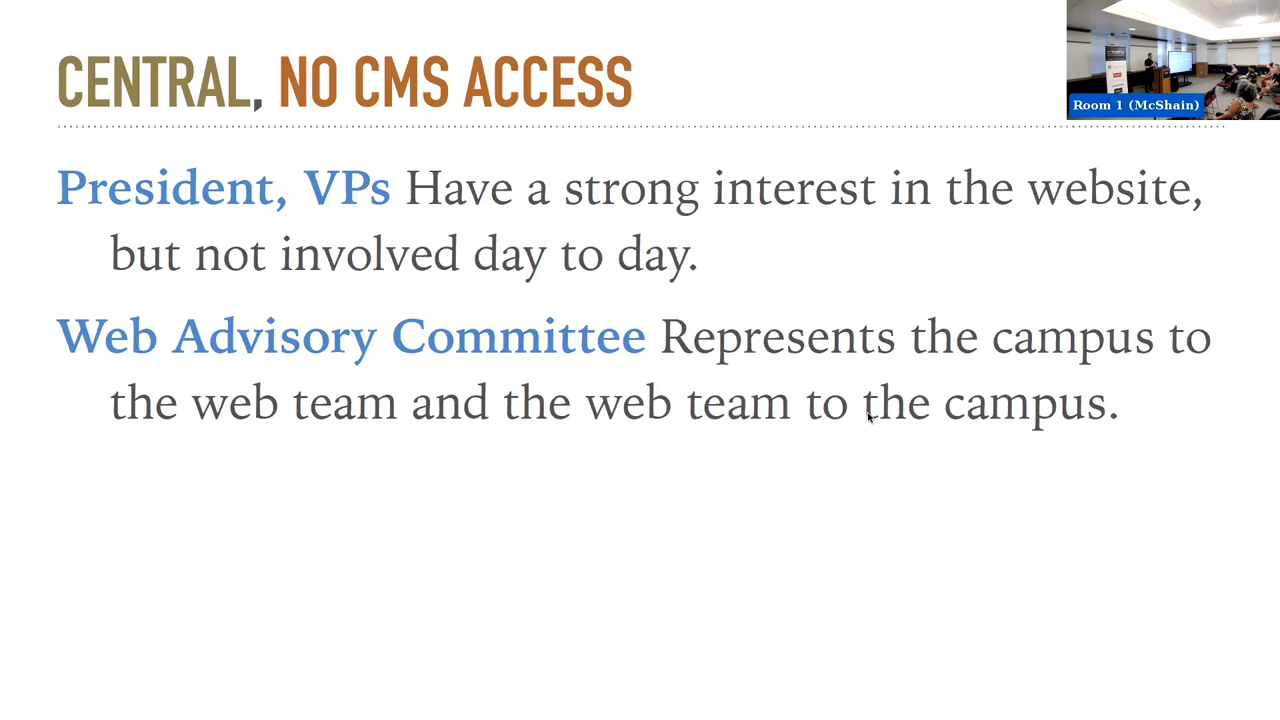 CENTRAL, NO CMS ACCESS
Room 1 (McShain)
President, VPs Have a strong interest in the website,
but not involved day to day.
Web Advisory Committee Represents the campus to
the web team and the web team to the campus.